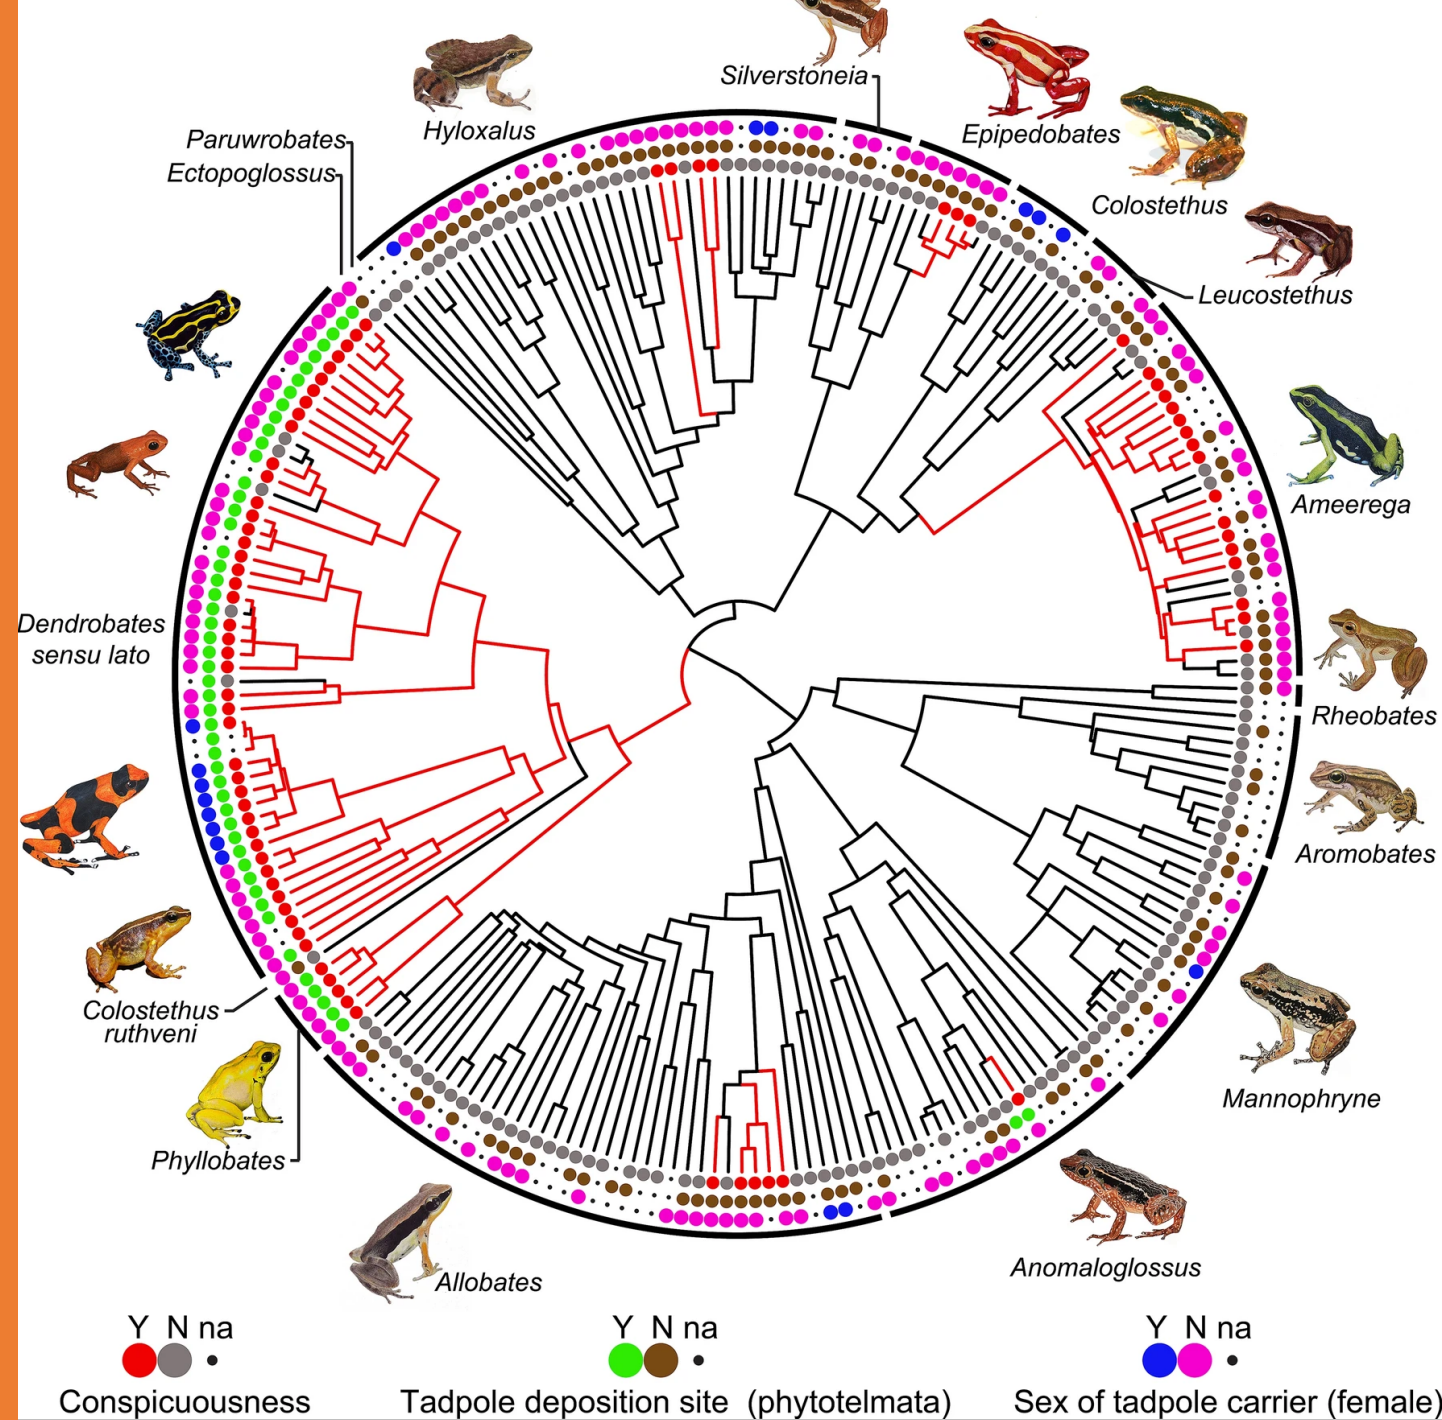 Silverstoneia
Hyloxalus
Epipedobates
Paruwrobates
Ectopoglossus
Colostethus
Leucostethus
Ameerega
Dendrobates
sensu lato
Rheobates
Aromobates
Colostethus
ruthveni
Mannophryne
Phyllobates
Anomaloglossus
Allobates
Y N na
Y N na
Y N na
Conspicuousness
Tadpole deposition site (phytotelmata)
Sex of tadpole carrier (female)